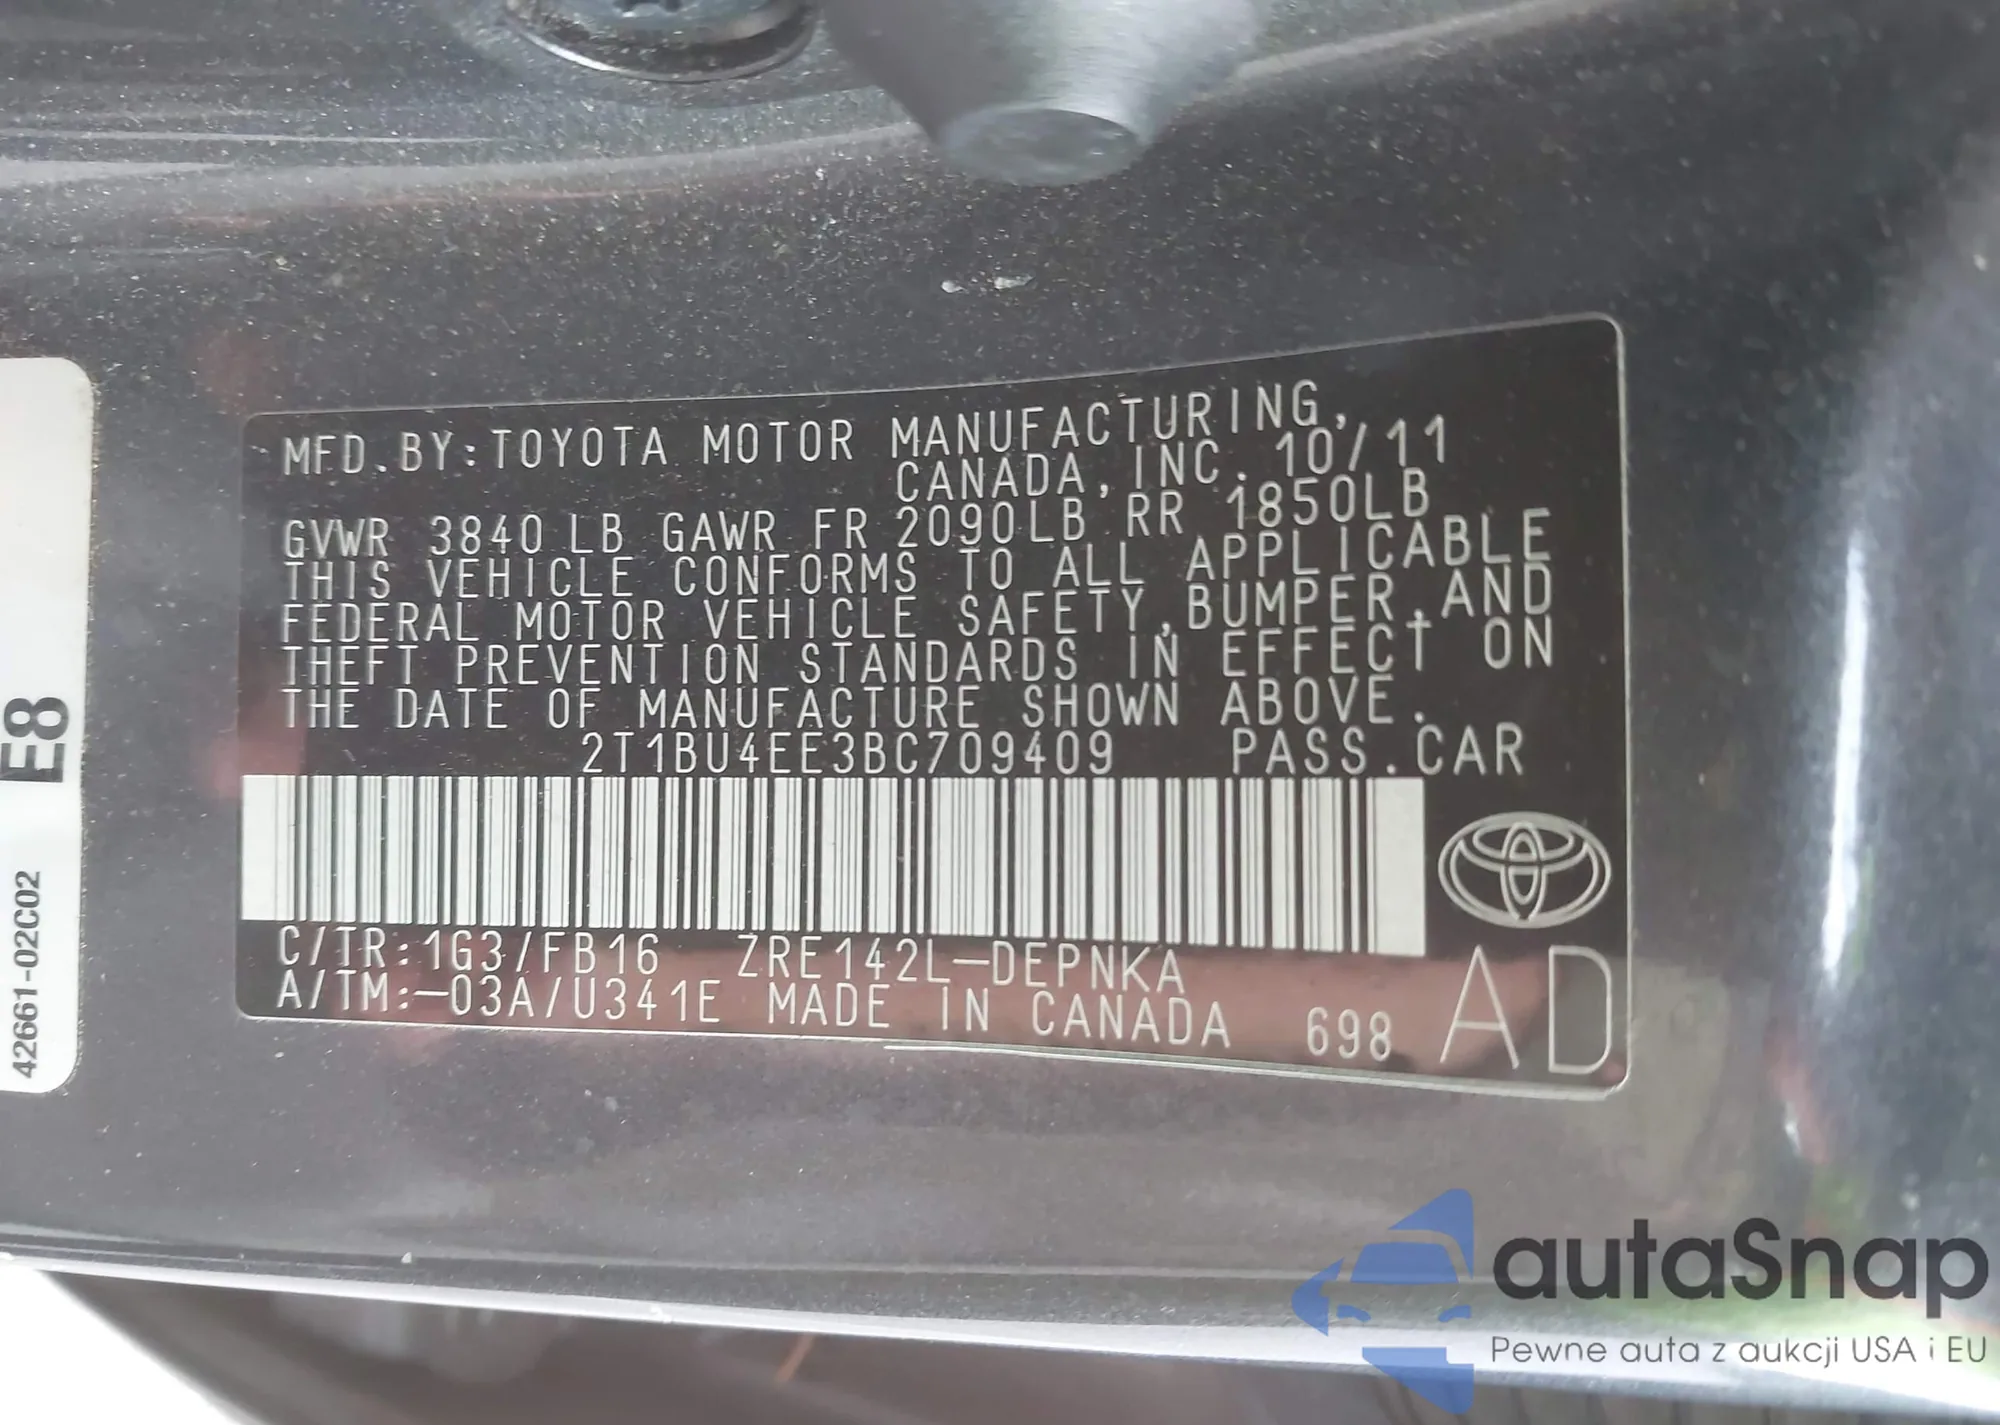 MFD.BY:TOYOTA MOTOR MANUFACTURING,
CANADA,INC. 10/11
GVWR 3840LB GAWR FR 2090LB RR 1850LB
THIS VEHICLE CONFORMS TO ALL APPLICABLE
FEDERAL MOTOR VEHICLE SAFETY,BUMPER,AND
THEFT PREVENTION STANDARDS IN EFFECT ON
THE DATE OF MANUFACTURE SHOWN ABOVE.
2T1BU4EE3BC709409 PASS.CAR
C/TR:1G3/FB16 ZRE142L-DEPNKA
A/TM:-03A/U341E MADE IN CANADA 698 AD
E8
42661-02C02
autaSnap
Pewne auta z aukcji USA i EU